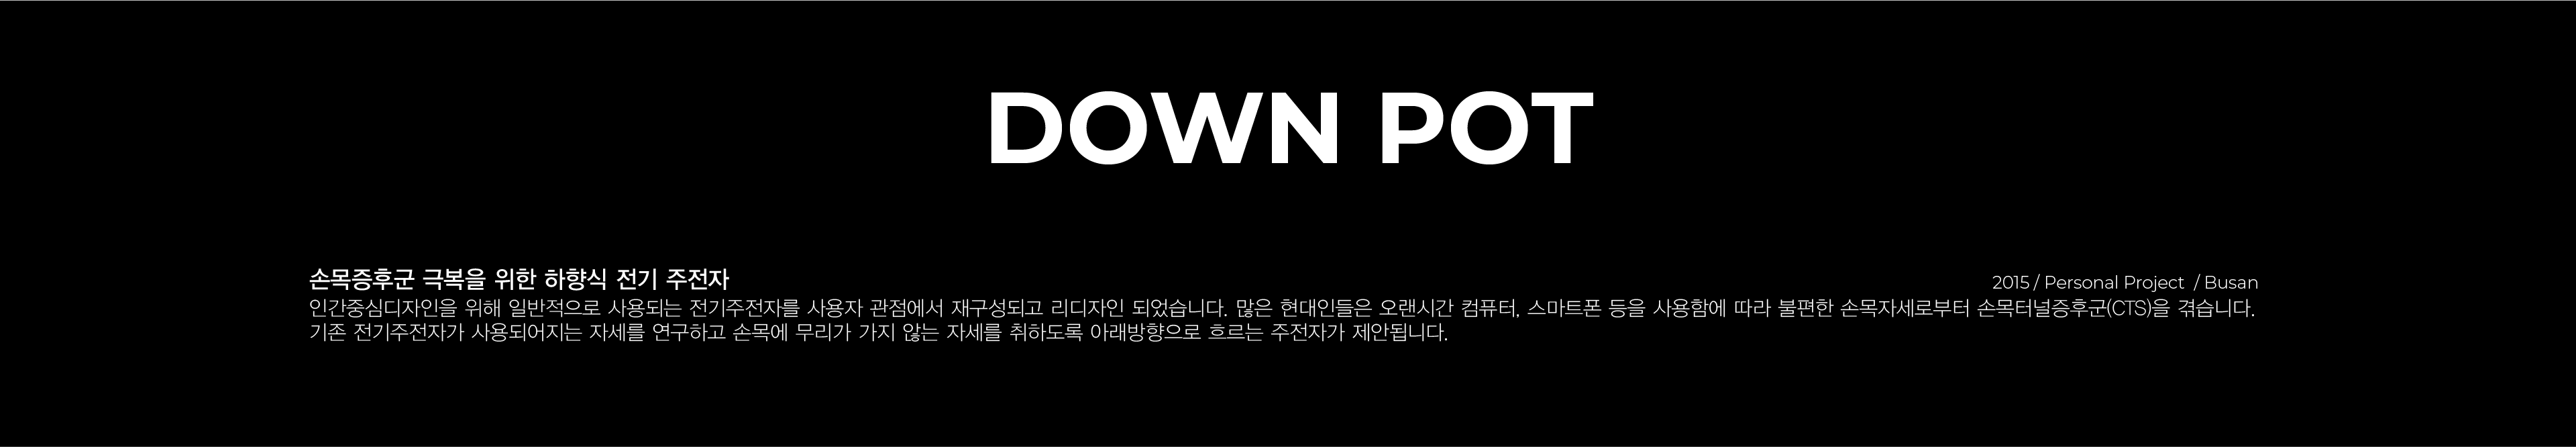 DOWN POT
손목증후군 극복을 위한 하향식 전기 주전자
2015 / Personal Project / Busan
인간중심디자인을 위해 일반적으로 사용되는 전기주전자를 사용자 관점에서 재구성되고 리디자인 되었습니다. 많은 현대인들은 오랜시간 컴퓨터, 스마트폰 등을 사용함에 따라 불편한 손목자세로부터 손목터널증후군(CTS)을 겪습니다.
기존 전기주전자가 사용되어지는 자세를 연구하고 손목에 무리가 가지 않는 자세를 취하도록 아래방향으로 흐르는 주전자가 제안됩니다.